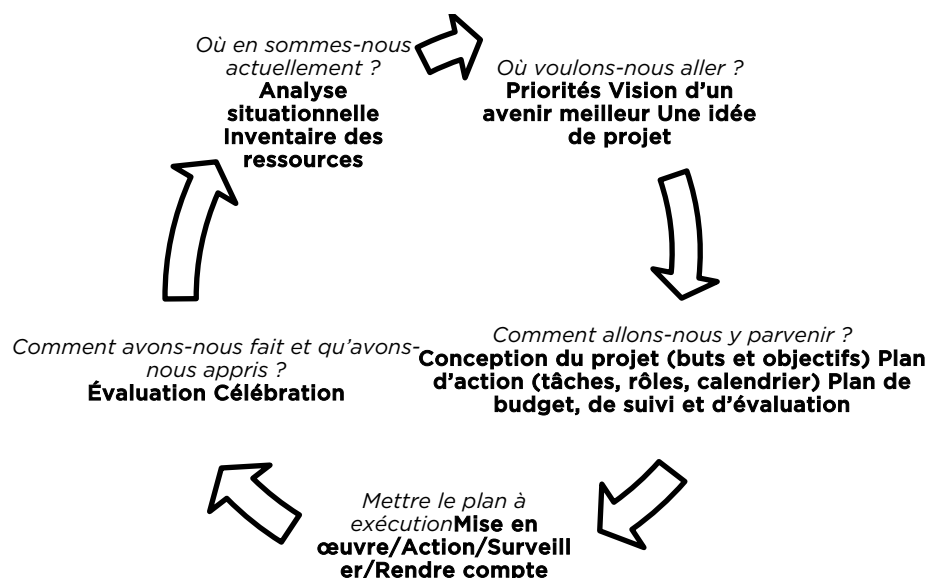 Où en sommes-nous
actuellement ?
Analyse
situationnelle
Inventaire des
ressources
Où voulons-nous aller ?
Priorités Vision d’un
avenir meilleur Une idée
de projet
Comment allons-nous y parvenir ?
Conception du projet (buts et objectifs) Plan
d’action (tâches, rôles, calendrier) Plan de
budget, de suivi et d’évaluation
Mettre le plan à
exécutionMise en
œuvre/Action/Surveill
er/Rendre compte
Comment avons-nous fait et qu’avons-
nous appris ?
Évaluation Célébration